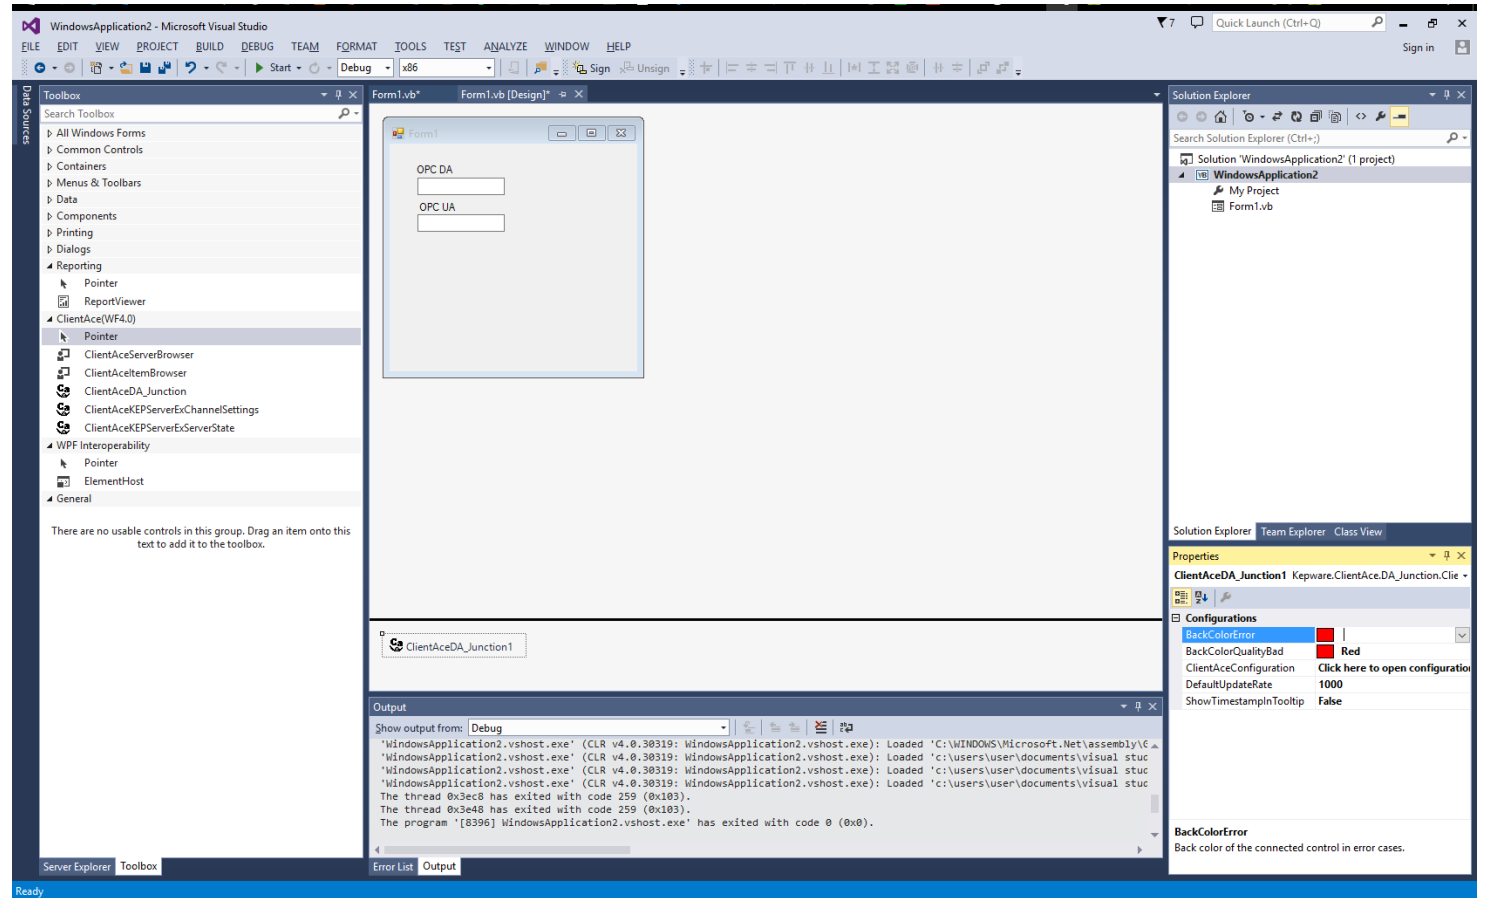 WindowsApplication2 - Microsoft Visual Studio
7
Quick Launch (Ctrl+Q)
FILE EDIT VIEW PROJECT BUILD DEBUG TEAM FORMAT TOOLS TEST ANALYZE WINDOW HELP
Sign in
Start
Debug
x86
Sign
Unsign
Data Sources
Toolbox
Search Toolbox
All Windows Forms
Common Controls
Containers
Menus & Toolbars
Data
Components
Printing
Dialogs
Reporting
Pointer
ReportViewer
ClientAce(WF4.0)
Pointer
ClientAceServerBrowser
ClientAceItemBrowser
ClientAceDA_Junction
ClientAceKEPServerExChannelSettings
ClientAceKEPServerExServerState
WPF Interoperability
Pointer
ElementHost
General
There are no usable controls in this group. Drag an item onto this
text to add it to the toolbox.
Server Explorer Toolbox
Form1.vb* Form1.vb [Design]*
Form1
OPC DA
OPC UA
ClientAceDA_Junction1
Output
Show output from: Debug
'WindowsApplication2.vshost.exe' (CLR v4.0.30319: WindowsApplication2.vshost.exe): Loaded 'C:\WINDOWS\Microsoft.Net\assembly\G
'WindowsApplication2.vshost.exe' (CLR v4.0.30319: WindowsApplication2.vshost.exe): Loaded 'c:\users\user\documents\visual stuc
'WindowsApplication2.vshost.exe' (CLR v4.0.30319: WindowsApplication2.vshost.exe): Loaded 'c:\users\user\documents\visual stuc
'WindowsApplication2.vshost.exe' (CLR v4.0.30319: WindowsApplication2.vshost.exe): Loaded 'c:\users\user\documents\visual stuc
The thread 0x3ec8 has exited with code 259 (0x103).
The thread 0x3e48 has exited with code 259 (0x103).
The program '[8396] WindowsApplication2.vshost.exe' has exited with code 0 (0x0).
Error List Output
Solution Explorer
Search Solution Explorer (Ctrl+;)
Solution 'WindowsApplication2' (1 project)
WindowsApplication2
My Project
Form1.vb
Solution Explorer Team Explorer Class View
Properties
ClientAceDA_Junction1 Kepware.ClientAce.DA_Junction.Clie
Configurations
BackColorError
BackColorQualityBad Red
ClientAceConfiguration Click here to open configuration
DefaultUpdateRate 1000
ShowTimestampInTooltip False
BackColorError
Back color of the connected control in error cases.
Ready